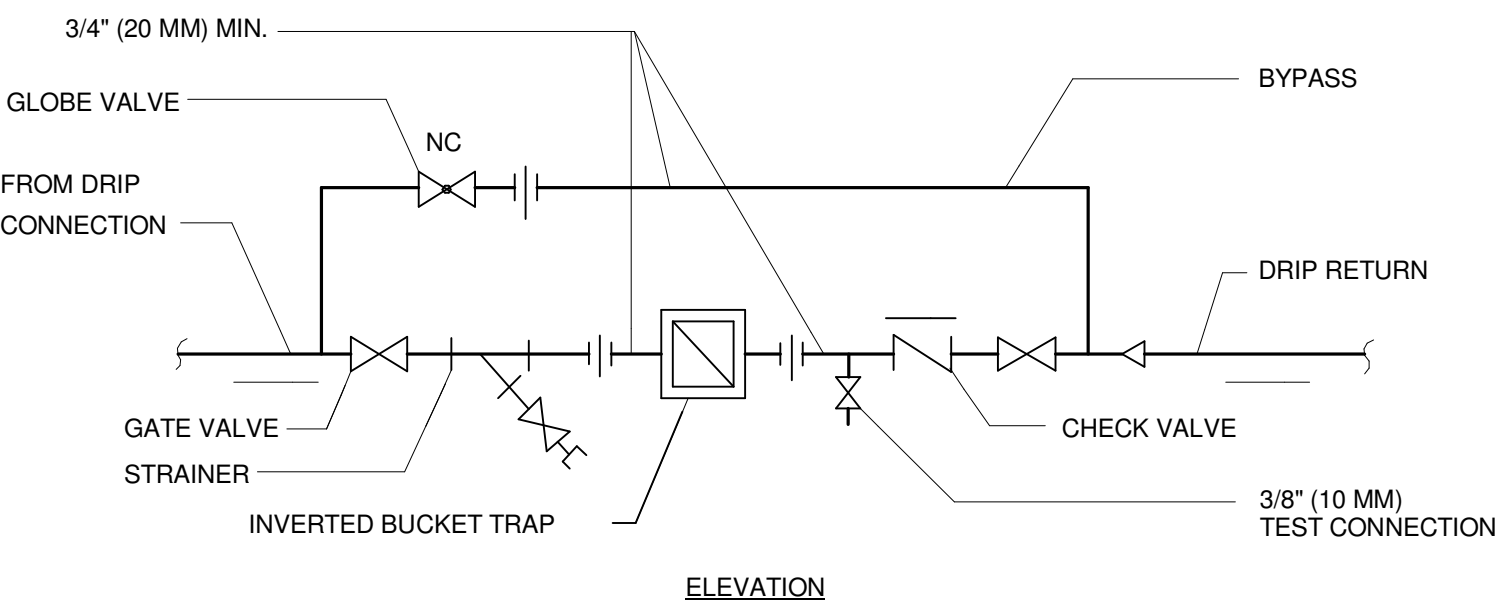 3/4" (20 MM) MIN.
BYPASS
GLOBE VALVE
NC
FROM DRIP
CONNECTION
DRIP RETURN
GATE VALVE
CHECK VALVE
STRAINER
INVERTED BUCKET TRAP
3/8" (10 MM)
TEST CONNECTION
ELEVATION